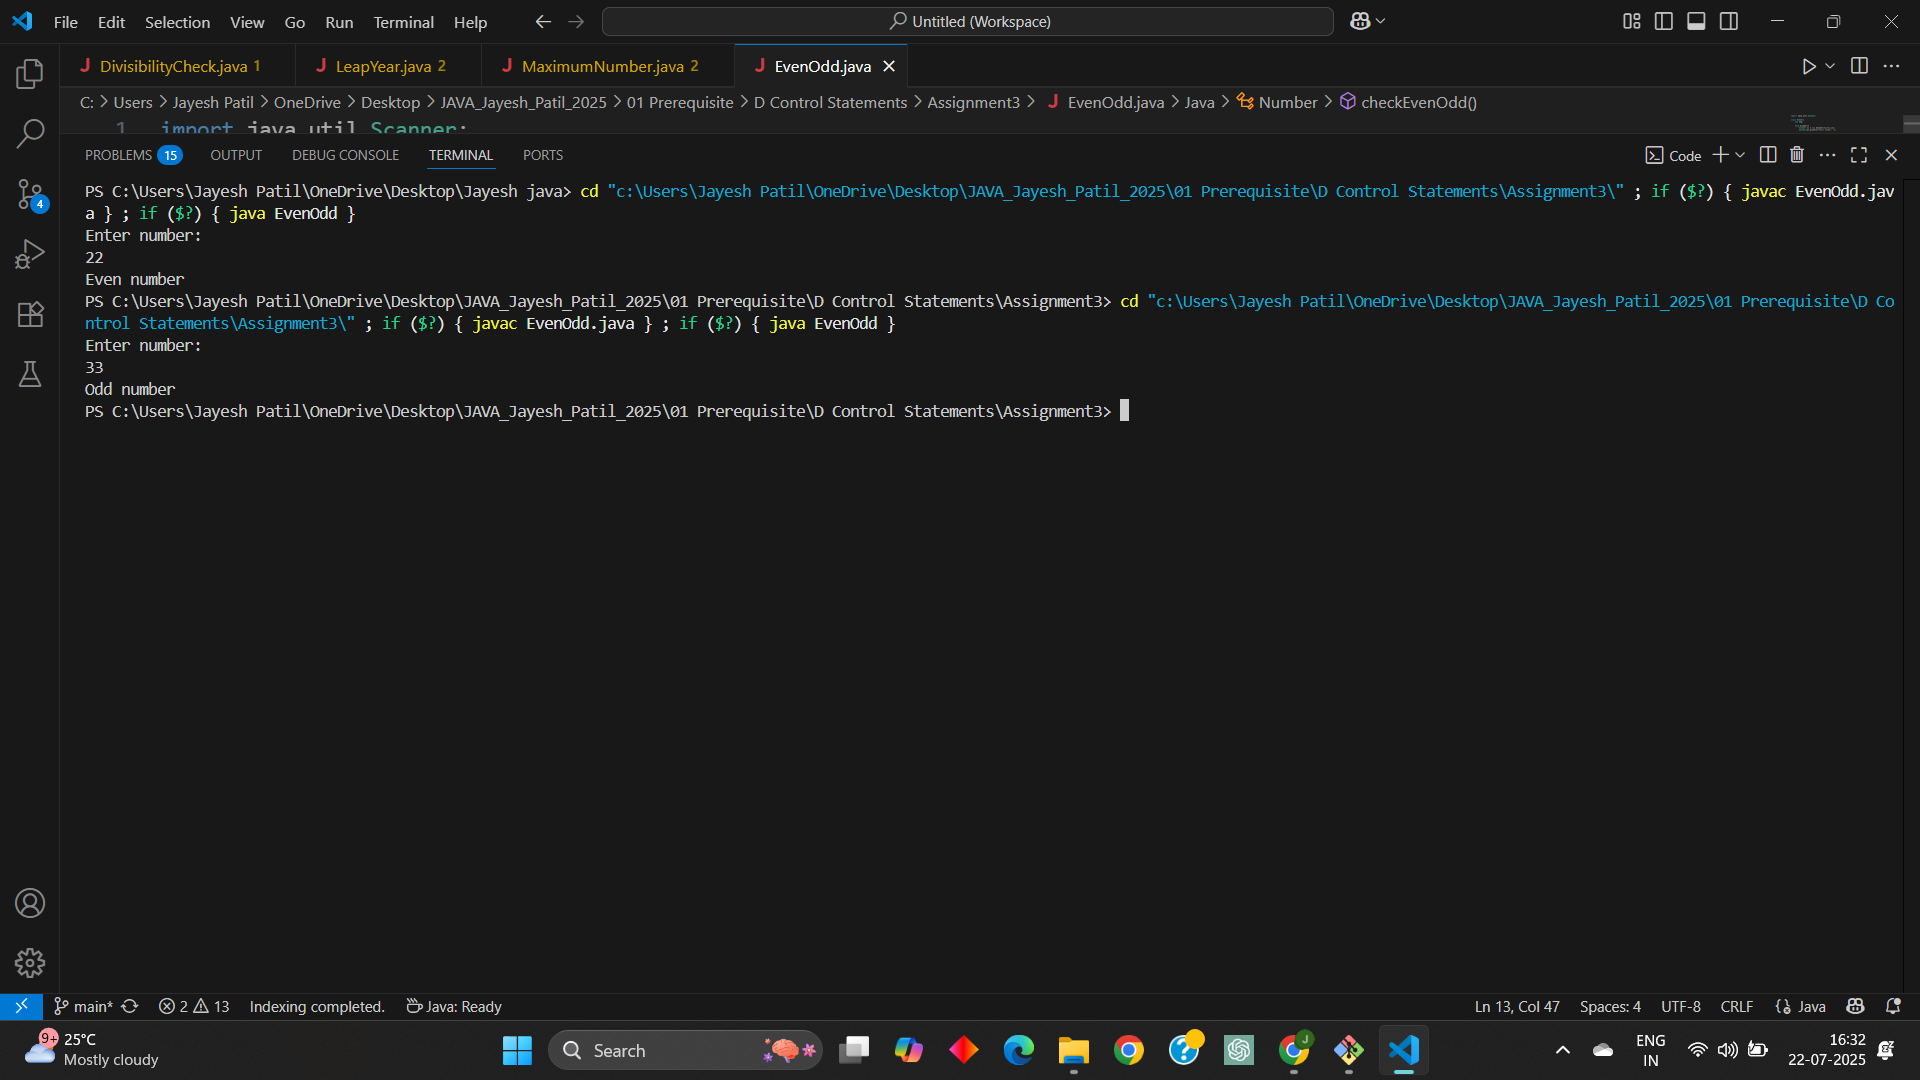 File Edit Selection View Go Run Terminal Help Untitled (Workspace)
DivisibilityCheck.java 1 LeapYear.java 2 MaximumNumber.java 2 EvenOdd.java
C: > Users > Jayesh Patil > OneDrive > Desktop > JAVA_Jayesh_Patil_2025 > 01 Prerequisite > D Control Statements > Assignment3 > EvenOdd.java > Java > Number > checkEvenOdd()
1 import java.util.Scanner;
PROBLEMS 15 OUTPUT DEBUG CONSOLE TERMINAL PORTS Code
PS C:\Users\Jayesh Patil\OneDrive\Desktop\Jayesh java> cd "c:\Users\Jayesh Patil\OneDrive\Desktop\JAVA_Jayesh_Patil_2025\01 Prerequisite\D Control Statements\Assignment3\" ; if ($?) { javac EvenOdd.jav
a } ; if ($?) { java EvenOdd }
Enter number:
22
Even number
PS C:\Users\Jayesh Patil\OneDrive\Desktop\JAVA_Jayesh_Patil_2025\01 Prerequisite\D Control Statements\Assignment3> cd "c:\Users\Jayesh Patil\OneDrive\Desktop\JAVA_Jayesh_Patil_2025\01 Prerequisite\D Co
ntrol Statements\Assignment3\" ; if ($?) { javac EvenOdd.java } ; if ($?) { java EvenOdd }
Enter number:
33
Odd number
PS C:\Users\Jayesh Patil\OneDrive\Desktop\JAVA_Jayesh_Patil_2025\01 Prerequisite\D Control Statements\Assignment3>
4
main* 2 13 Indexing completed. Java: Ready Ln 13, Col 47 Spaces: 4 UTF-8 CRLF Java
9+ 25°C
Mostly cloudy
Search
J
ENG
IN
16:32
22-07-2025